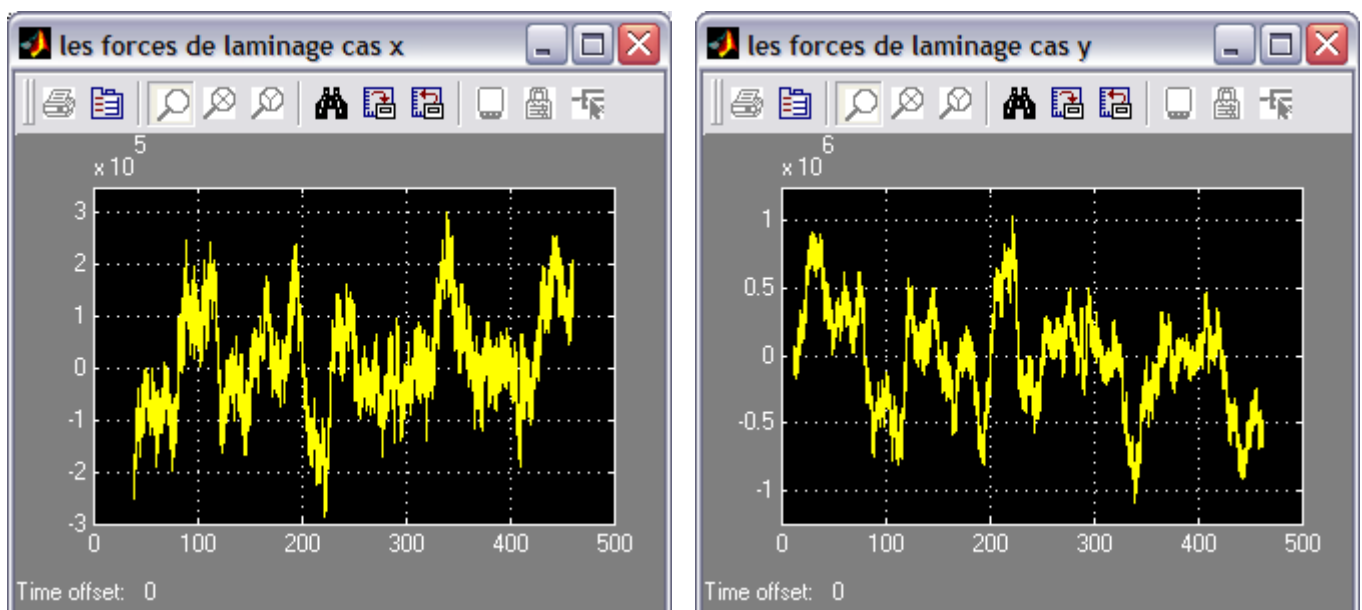 les forces de laminage cas x
x 10 5
3
2
1
0
-1
-2
-3
0 100 200 300 400 500
Time offset: 0
les forces de laminage cas y
x 10 6
1
0.5
0
-0.5
-1
0 100 200 300 400 500
Time offset: 0